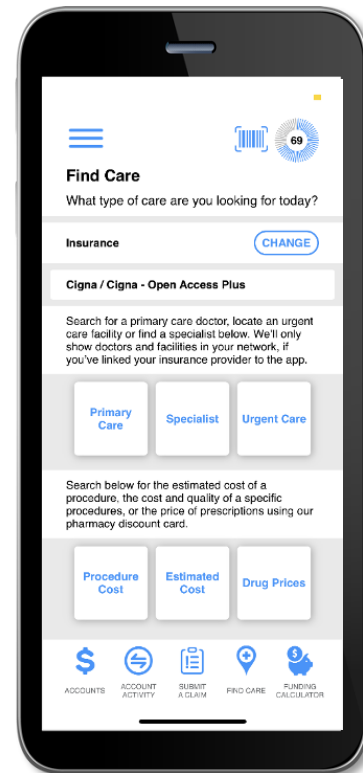 69
Find Care
What type of care are you looking for today?
Insurance
CHANGE
Cigna / Cigna - Open Access Plus
Search for a primary care doctor, locate an urgent
care facility or find a specialist below. We'll only
show doctors and facilities in your network, if
you've linked your insurance provider to the app.
Primary
Care
Specialist
Urgent Care
Search below for the estimated cost of a
procedure, the cost and quality of a specific
procedures, or the price of prescriptions using our
pharmacy discount card.
Procedure
Cost
Estimated
Cost
Drug Prices
$
$
ACCOUNTS
ACCOUNT
ACTIVITY
SUBMIT
A CLAIM
FIND CARE
FUNDING
CALCULATOR